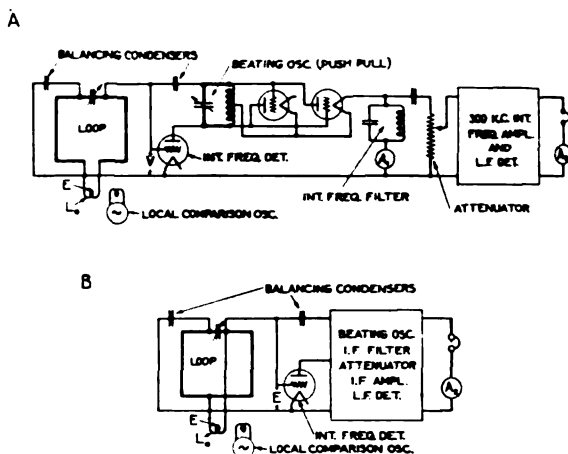 A
BALANCING CONDENSERS
BEATING OSC. (PUSH PULL)
LOOP
INT. FREQ. DET.
E
L
LOCAL COMPARISON OSC.
INT. FREQ. FILTER
ATTENUATOR
300 K.C. INT.
FREQ. AMPL.
AND
L.F. DET.
B
BALANCING CONDENSERS
LOOP
E
L
E
INT. FREQ. DET.
LOCAL COMPARISON OSC.
BEATING OSC.
I.F. FILTER
ATTENUATOR
I.F. AMPL.
L.F. DET.